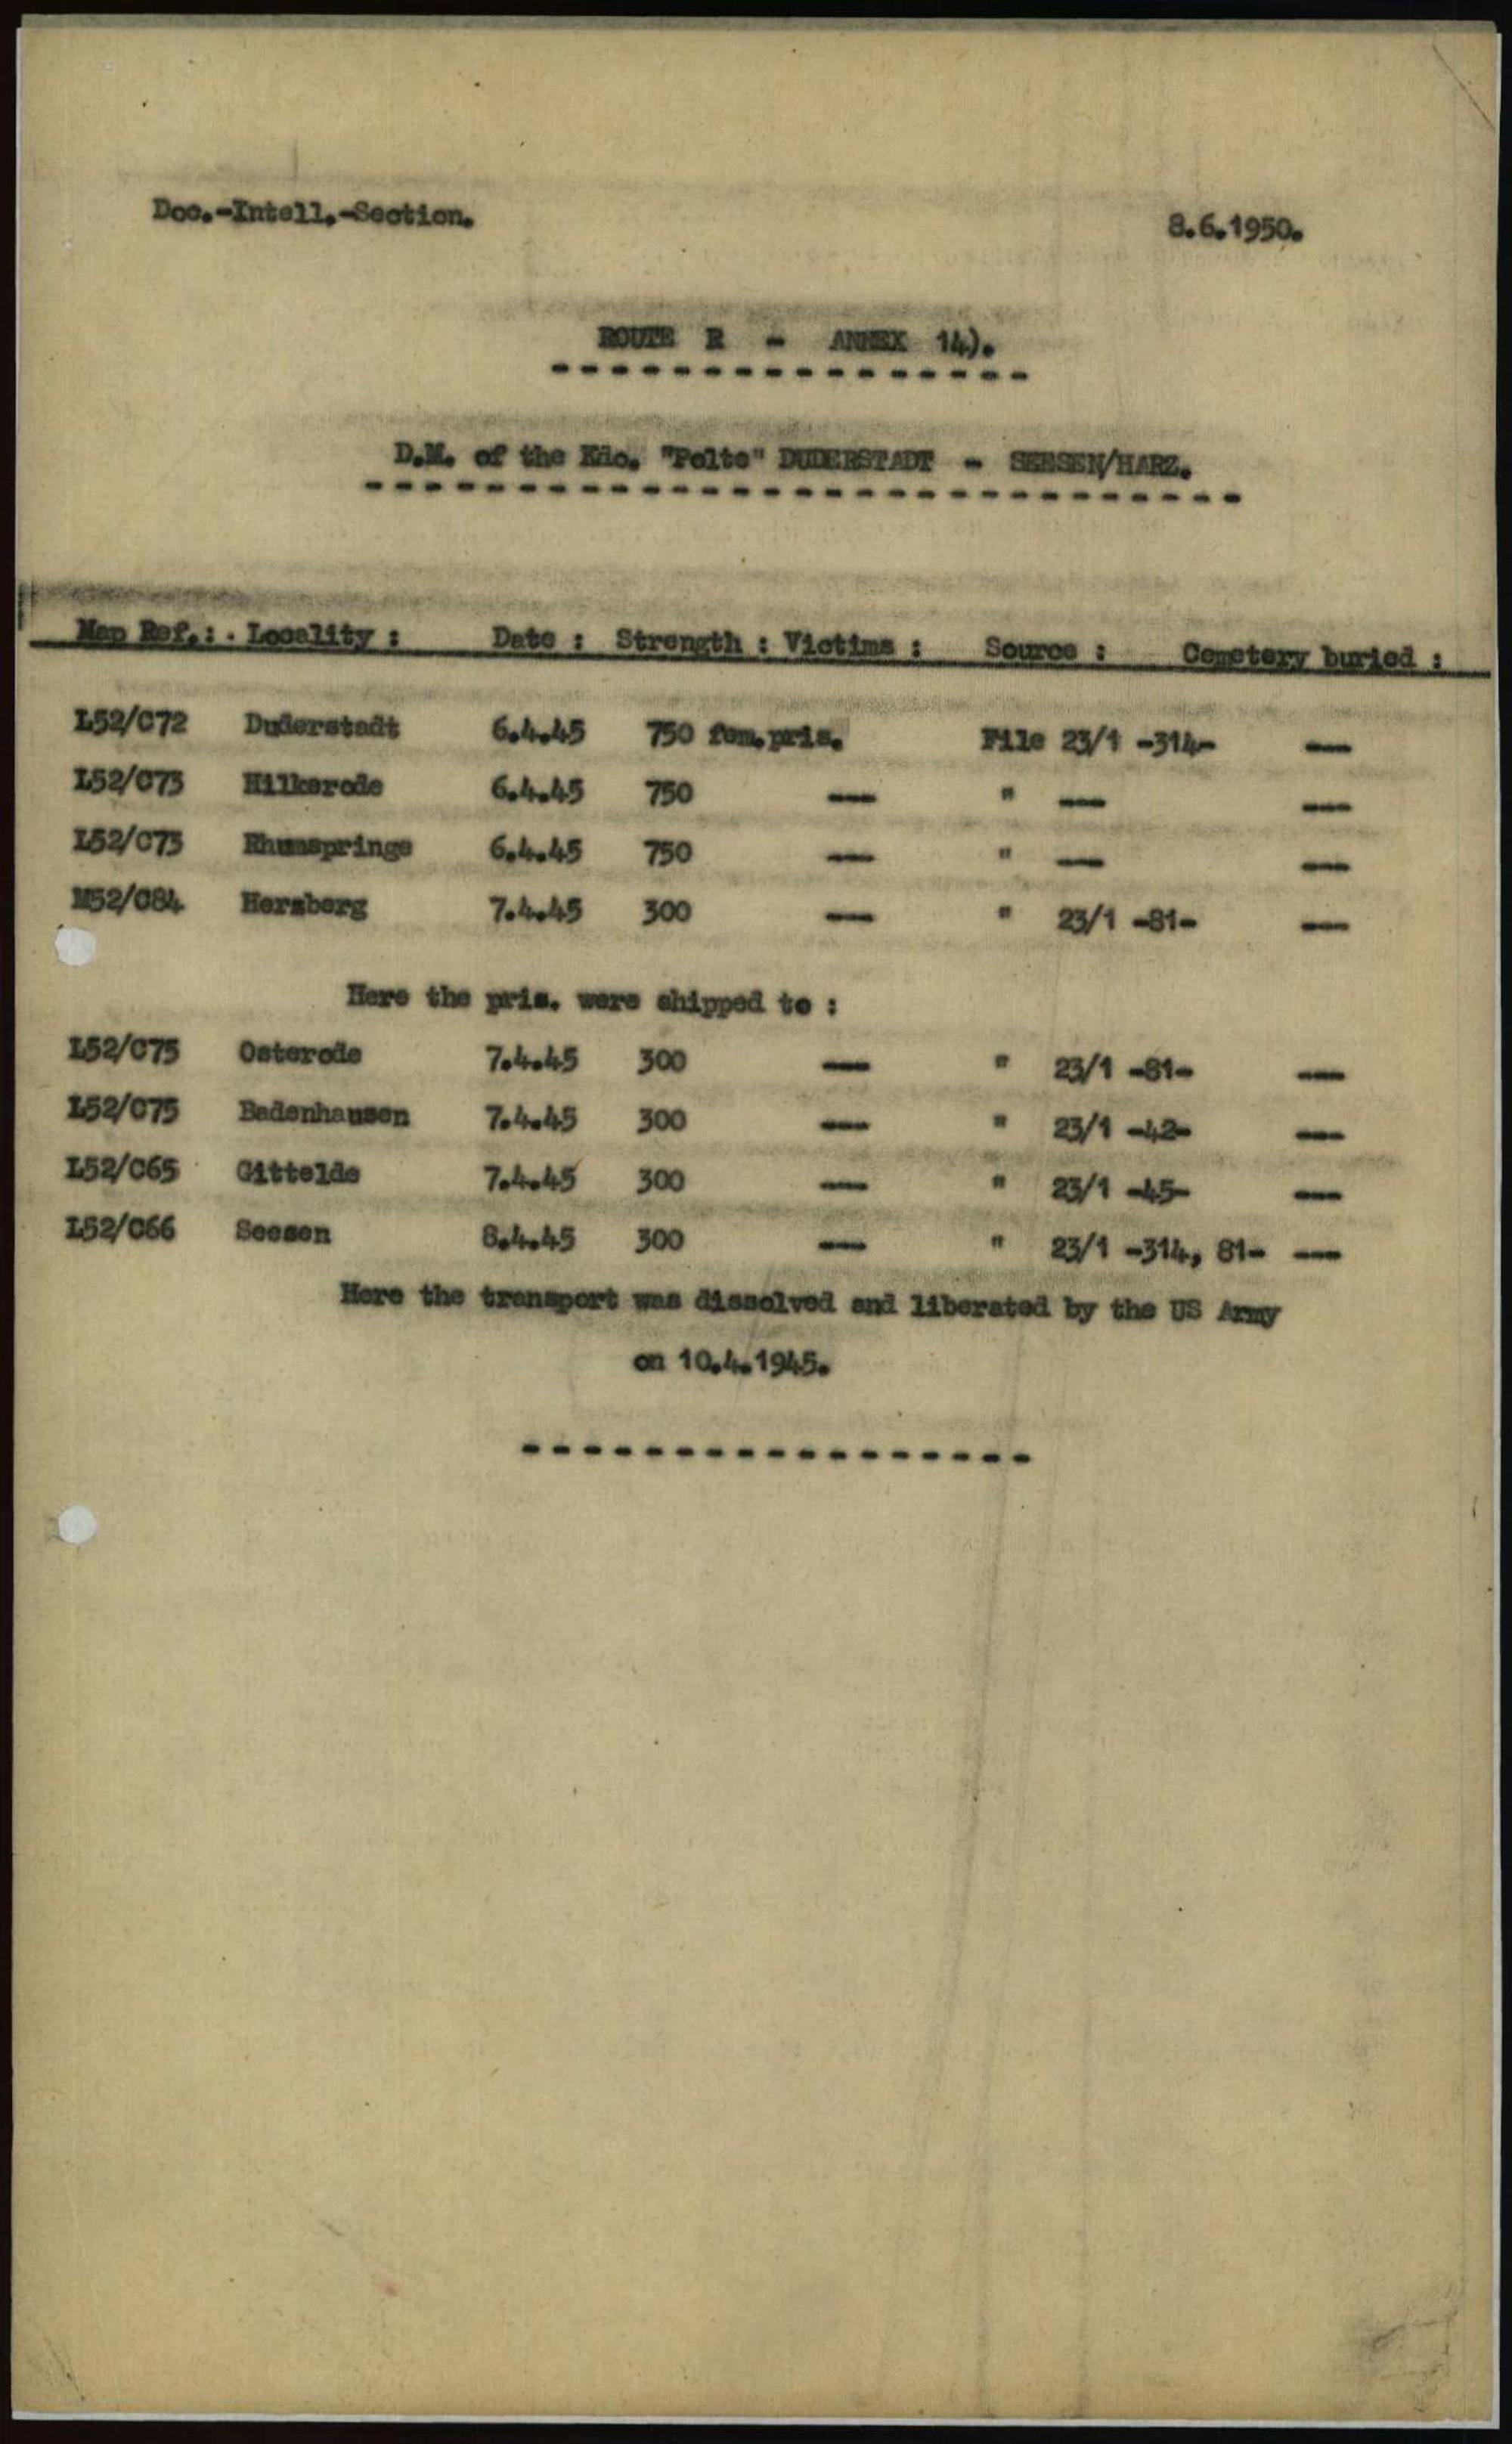 Doc.-Intell.-Section. 8.6.1950.
ROUTE R - ANNEX 14).
D.M. of the Kdo. "Polte" DUDERSTADT - SEESEN/HARZ.
Map Ref.: Locality : Date : Strength : Victims : Source : Cemetery buried :
L52/C72 Duderstadt 6.4.45 750 fem.pris. File 23/1 -314- —
L52/C73 Hilkerode 6.4.45 750 — " — —
L52/C73 Rhumspringe 6.4.45 750 — " — —
M52/C84 Herzberg 7.4.45 300 — " 23/1 -81- —
Here the pris. were shipped to :
L52/C75 Osterode 7.4.45 300 — " 23/1 -81- —
L52/C75 Badenhausen 7.4.45 300 — " 23/1 -42- —
L52/C65 Gittelde 7.4.45 300 — " 23/1 -45- —
L52/C66 Seesen 8.4.45 300 — " 23/1 -314, 81- —
Here the transport was dissolved and liberated by the US Army
on 10.4.1945.